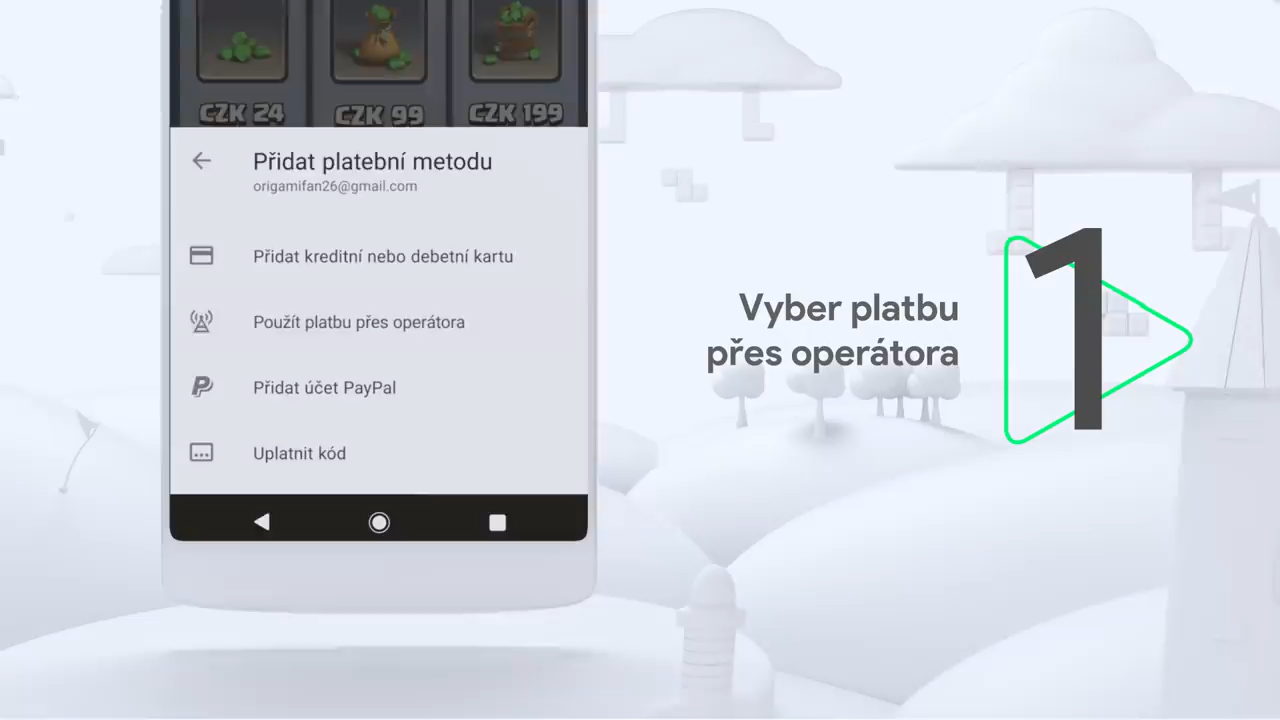 CZK 24
CZK 99
CZK 199
Přidat platební metodu
origamifan26@gmail.com
Přidat kreditní nebo debetní kartu
Použít platbu přes operátora
Přidat účet PayPal
Uplatnit kód
Vyber platbu
přes operátora
1